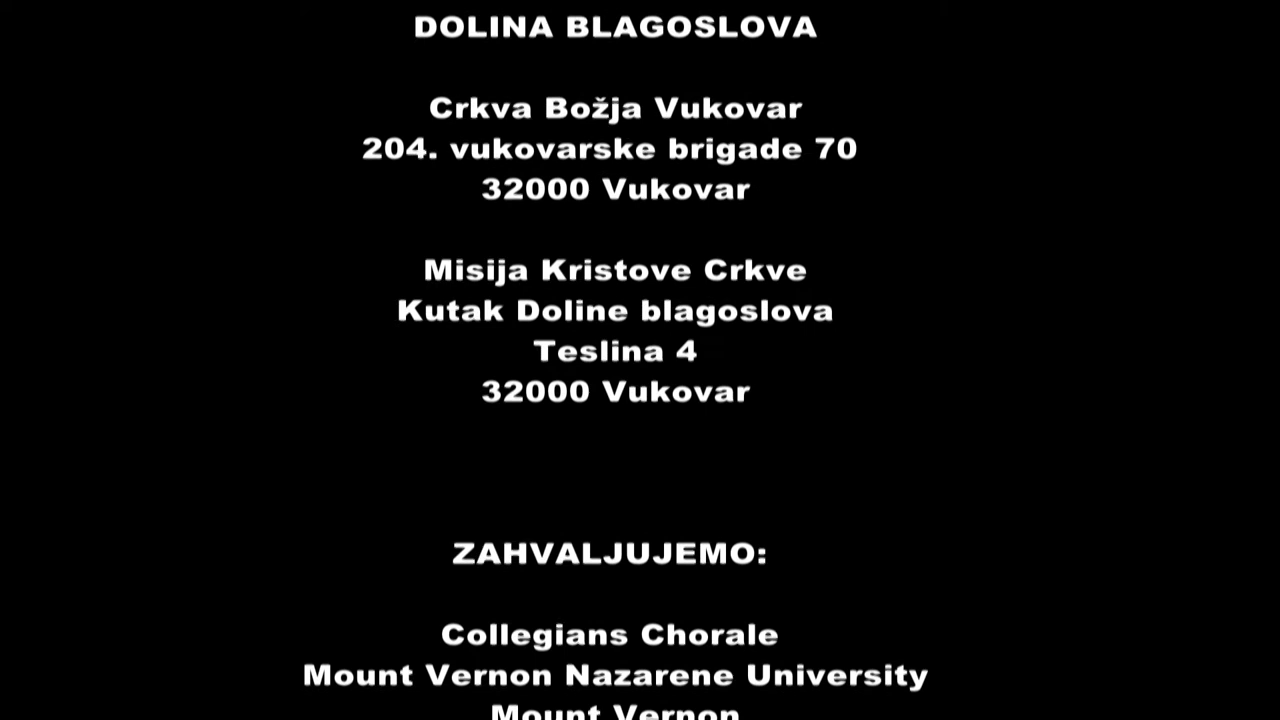 DOLINA BLAGOSLOVA
Crkva Božja Vukovar
204. vukovarske brigade 70
32000 Vukovar
Misija Kristove Crkve
Kutak Doline blagoslova
Teslina 4
32000 Vukovar
ZAHVALJUJEMO:
Collegians Chorale
Mount Vernon Nazarene University
Mount Vernon